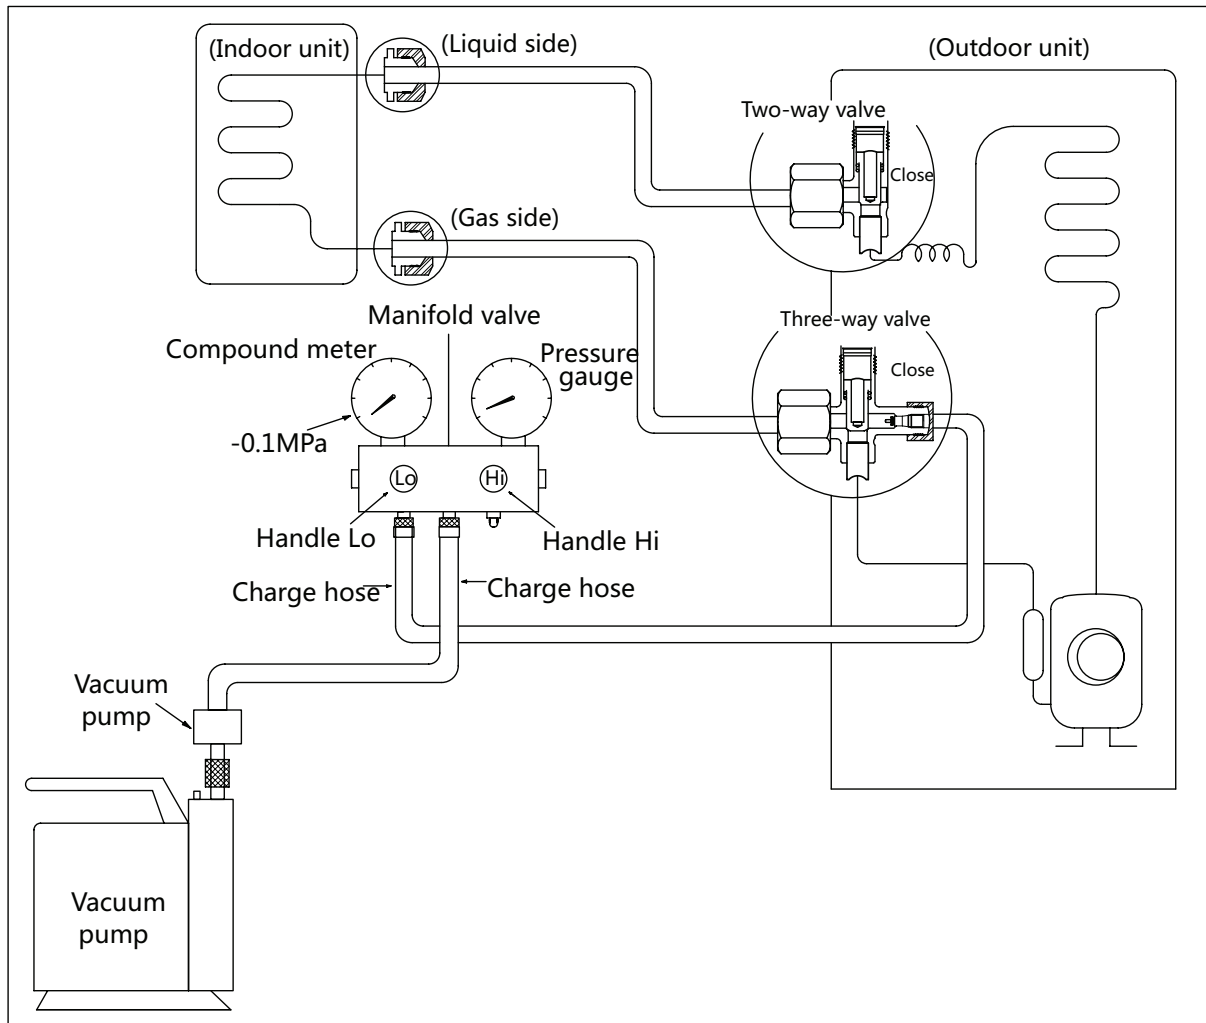 (Indoor unit)
(Liquid side)
(Outdoor unit)
Two-way valve
Close
(Gas side)
Manifold valve
Three-way valve
Compound meter
Pressure
gauge
Close
-0.1MPa
Lo
Hi
Handle Lo
Handle Hi
Charge hose
Charge hose
Vacuum
pump
Vacuum
pump